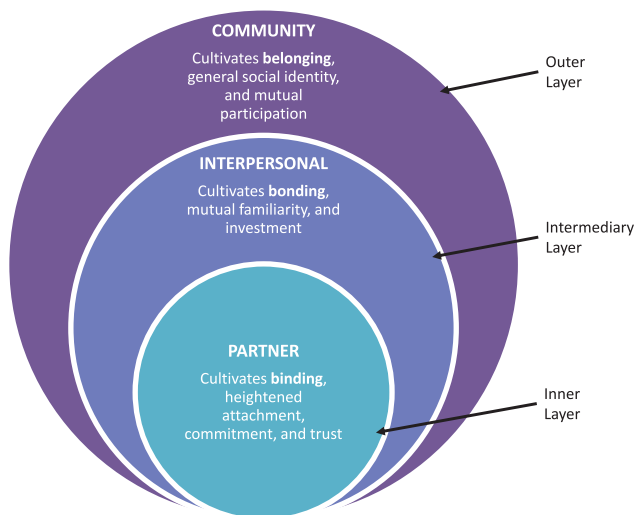 COMMUNITY
Cultivates belonging,
general social identity,
and mutual
participation
Outer
Layer
INTERPERSONAL
Cultivates bonding,
mutual familiarity, and
investment
Intermediary
Layer
PARTNER
Cultivates binding,
heightened
attachment,
commitment, and trust
Inner
Layer